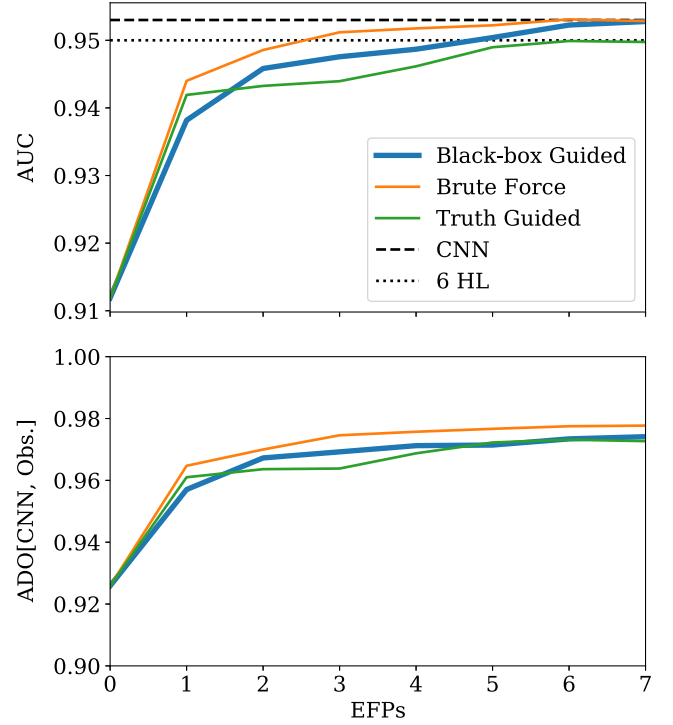 0.95
0.94
0.93
0.92
0.91
AUC
Black-box Guided
Brute Force
Truth Guided
CNN
6 HL
1.00
0.98
0.96
0.94
0.92
0.90
ADO[CNN, Obs.]
0 1 2 3 4 5 6 7
EFPs